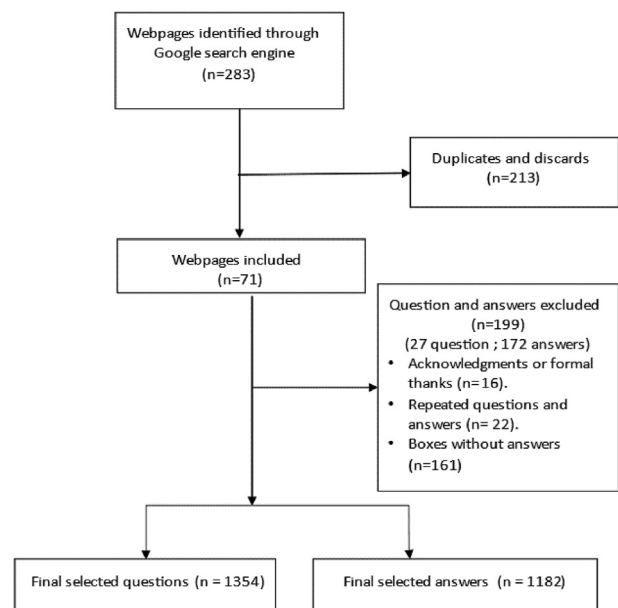 Webpages identified through
Google search engine
(n=283)
Duplicates and discards
(n=213)
Webpages included
(n=71)
Question and answers excluded
(n=199)
(27 question ; 172 answers)
• Acknowledgments or formal
thanks (n= 16).
• Repeated questions and
answers (n= 22).
• Boxes without answers
(n=161)
Final selected questions (n = 1354)
Final selected answers (n = 1182)